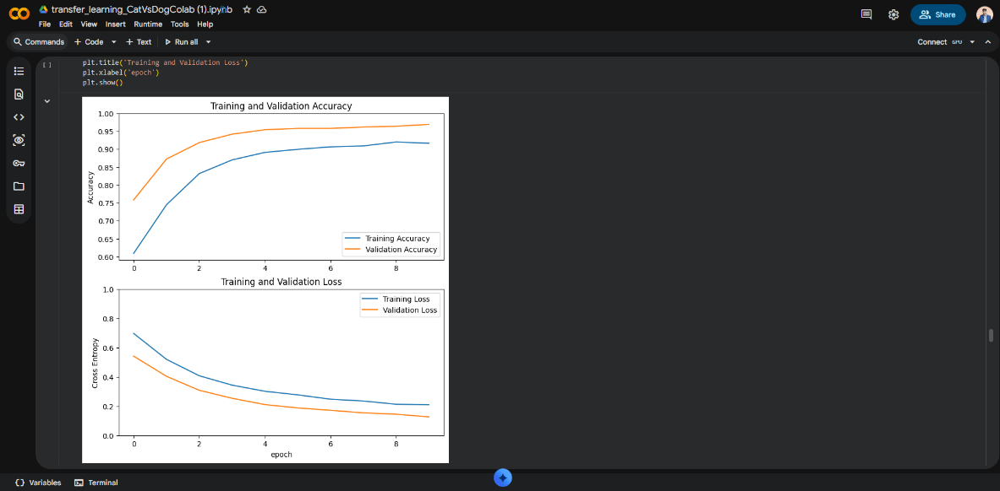 transfer_learning_CatVsDogColab (1).ipynb
File Edit View Insert Runtime Tools Help
Share
Commands + Code + Text Run all
Connect GPU
[ ]
plt.title('Training and Validation Loss')
plt.xlabel('epoch')
plt.show()
Training and Validation Accuracy
1.00
0.95
0.90
0.85
0.80
0.75
0.70
0.65
0.60
Accuracy
Training Accuracy
Validation Accuracy
0 2 4 6 8
Training and Validation Loss
1.0
0.8
0.6
0.4
0.2
0.0
Cross Entropy
Training Loss
Validation Loss
0 2 4 6 8
epoch
Variables Terminal